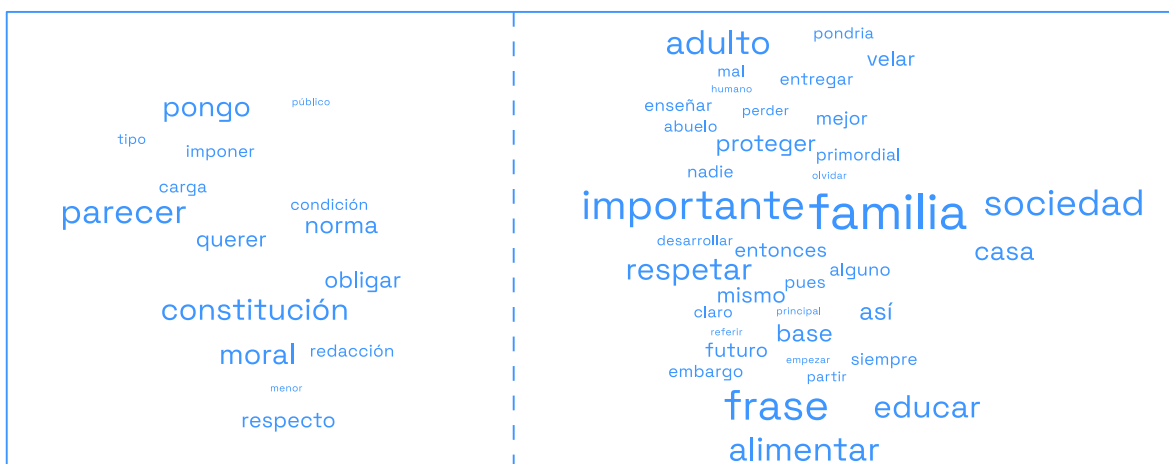 pongo
público
tipo
imponer
carga
parecer
condición
norma
querer
obligar
constitución
moral
redacción
menor
respecto
adulto
pondria
velar
mal
entregar
humano
enseñar
perder
abuelo
mejor
proteger
primordial
nadie
olvidar
importante
familia
sociedad
desarrollar
entonces
casa
respetar
alguno
pues
mismo
claro
principal
así
referir
base
futuro
empezar
siempre
embargo
partir
frase
educar
alimentar